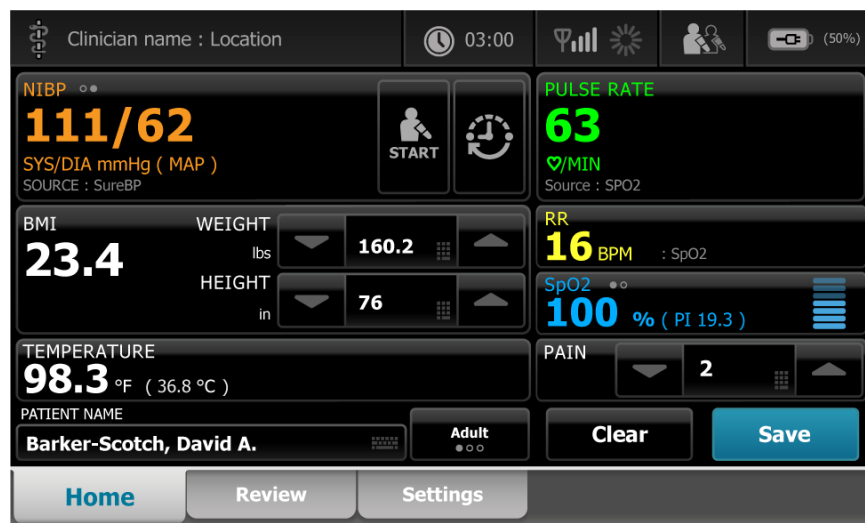 Clinician name : Location
03:00
(50%)
NIBP
111/62
SYS/DIA mmHg ( MAP )
SOURCE : SureBP
START
PULSE RATE
63
/MIN
Source : SPO2
BMI
23.4
WEIGHT
lbs
160.2
HEIGHT
in
76
RR
16 BPM : SpO2
SpO2
100 % ( PI 19.3 )
TEMPERATURE
98.3 °F ( 36.8 °C )
PAIN
2
PATIENT NAME
Barker-Scotch, David A.
Adult
Clear
Save
Home
Review
Settings